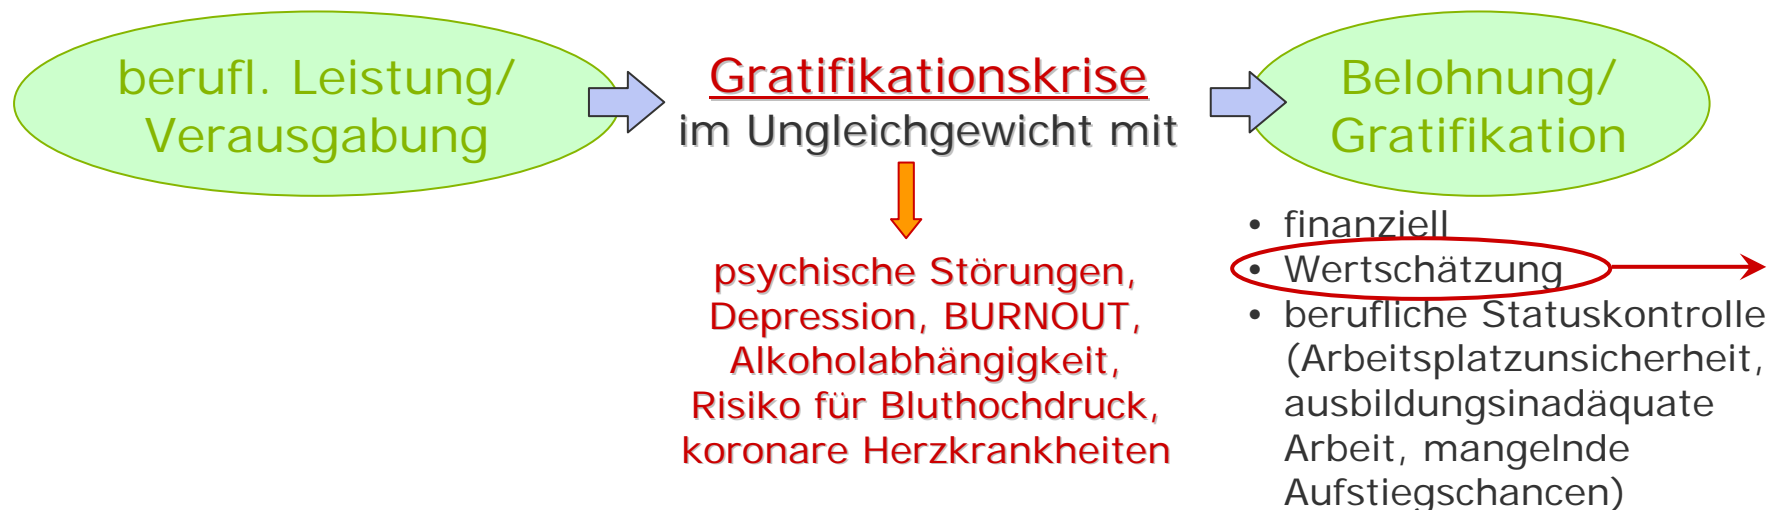 berufl. Leistung/
Verausgabung
Gratifikationskrise
im Ungleichgewicht mit
Belohnung/
Gratifikation
psychische Störungen,
Depression, BURNOUT,
Alkoholabhängigkeit,
Risiko für Bluthochdruck,
koronare Herzkrankheiten
• finanziell
• Wertschätzung
• berufliche Statuskontrolle
(Arbeitsplatzunsicherheit,
ausbildungsinadäquate
Arbeit, mangelnde
Aufstiegschancen)